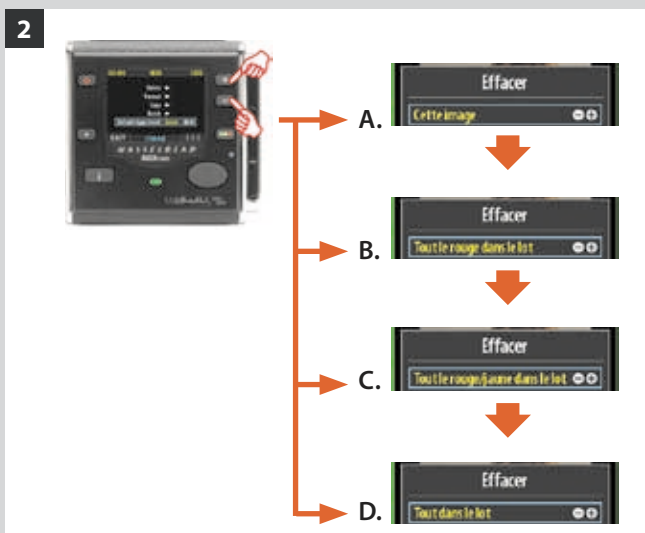 2
HASSELBLAD
A.
Effacer
Cette image
B.
Effacer
Tout le rouge dans le lot
C.
Effacer
Tout le rouge/jaune dans le lot
D.
Effacer
Tout dans le lot